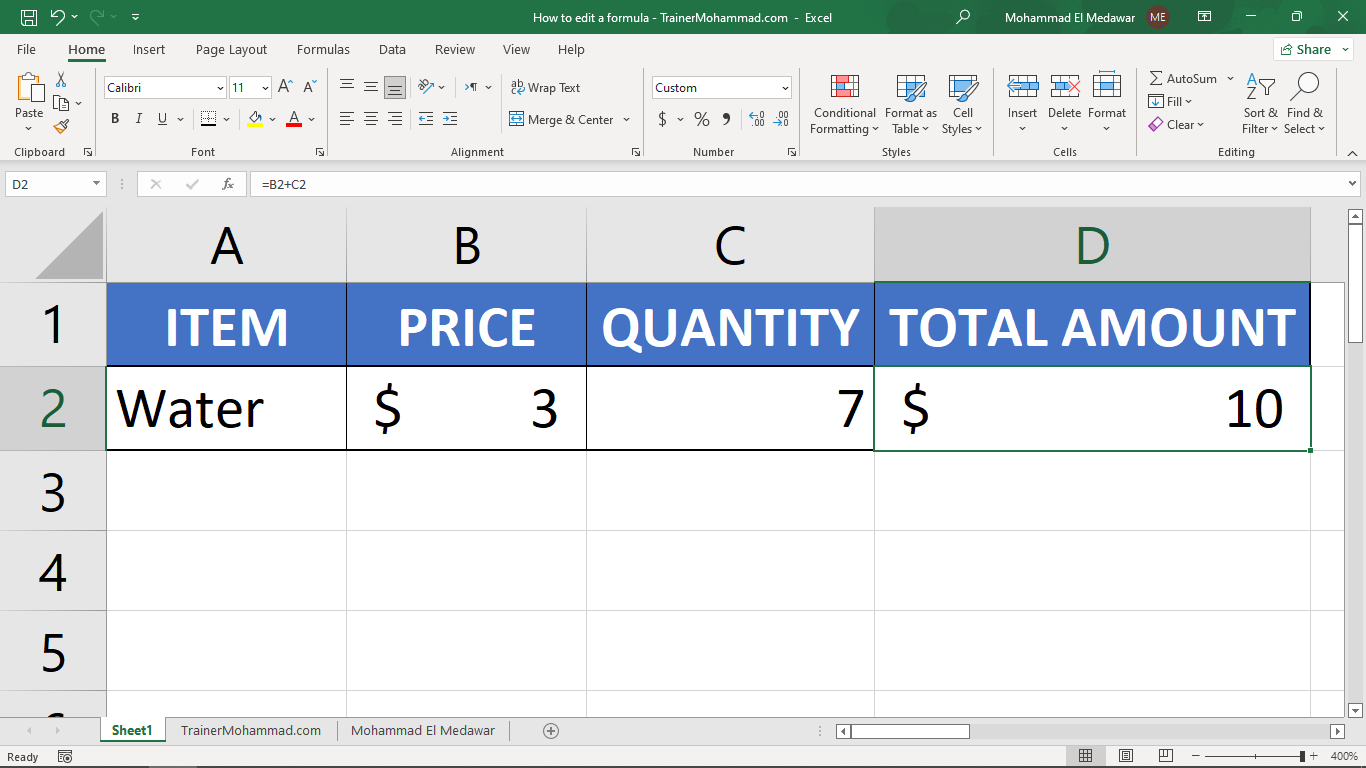 How to edit a formula - TrainerMohammad.com - Excel
Mohammad El Medawar ME
File Home Insert Page Layout Formulas Data Review View Help Share
Paste
Clipboard
Calibri 11
B I U A
Font
Wrap Text
Merge & Center
Alignment
Custom
$ % 9
Number
Conditional Formatting
Format as Table
Cell Styles
Styles
Insert Delete Format
Cells
AutoSum
Fill
Clear
Sort & Filter
Find & Select
Editing
D2 fx =B2+C2
A B C D
1 ITEM PRICE QUANTITY TOTAL AMOUNT
2 Water $ 3 7 $ 10
3
4
5
Sheet1 TrainerMohammad.com Mohammad El Medawar
Ready 400%